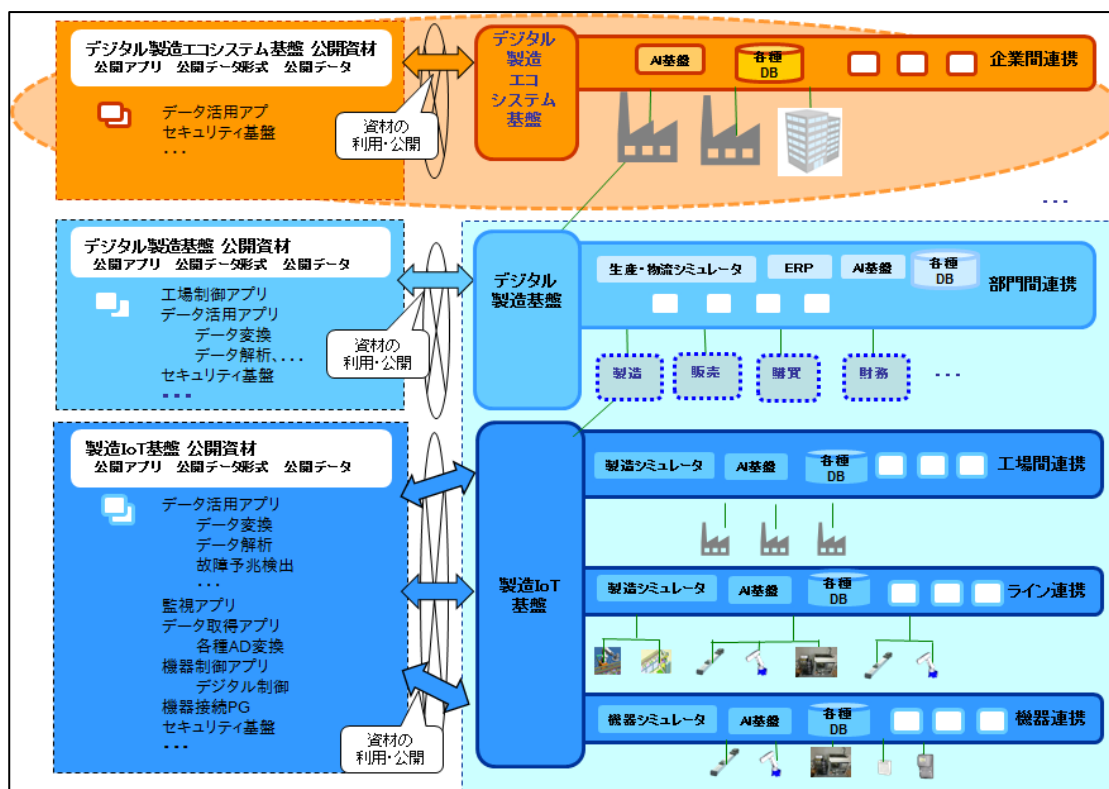 デジタル製造エコシステム基盤 公開資材
公開アプリ 公開データ形式 公開データ
データ活用アプ
セキュリティ基盤
・・・
資材の
利用・公開
デジタル
製造
エコ
システム
基盤
AI基盤
各種
DB
企業間連携
・・・
デジタル製造基盤 公開資材
公開アプリ 公開データ形式 公開データ
工場制御アプリ
データ活用アプリ
データ変換
データ解析、・・・・
セキュリティ基盤
・・・
資材の
利用・公開
デジタル
製造基盤
生産・物流シミュレータ
ERP
AI基盤
各種
DB
部門間連携
製造
販売
購買
財務
・・・
製造IoT基盤 公開資材
公開アプリ 公開データ形式 公開データ
データ活用アプリ
データ変換
データ解析
故障予兆検出
・・・
監視アプリ
データ取得アプリ
各種AD変換
機器制御アプリ
デジタル制御
機器接続PG
セキュリティ基盤
・・・
資材の
利用・公開
製造IoT
基盤
製造シミュレータ
AI基盤
各種
DB
工場間連携
製造シミュレータ
AI基盤
各種
DB
ライン連携
機器シミュレータ
AI基盤
各種
DB
機器連携